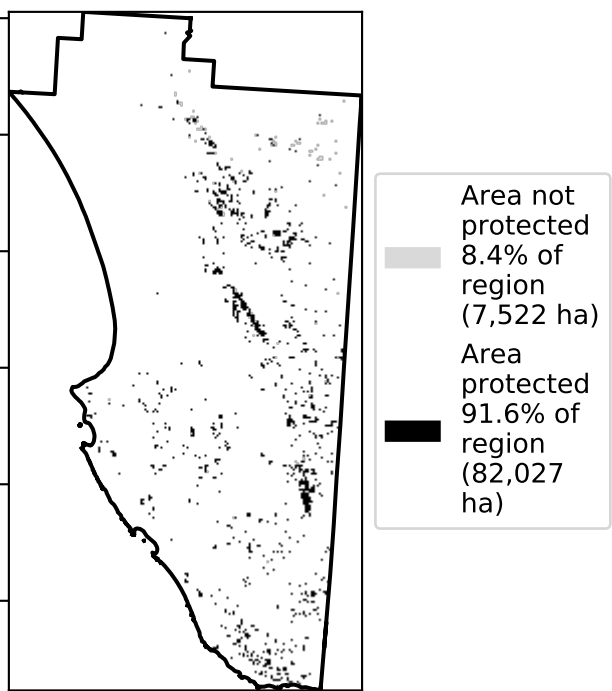 Area not
protected
8.4% of
region
(7,522 ha)
Area
protected
91.6% of
region
(82,027
ha)